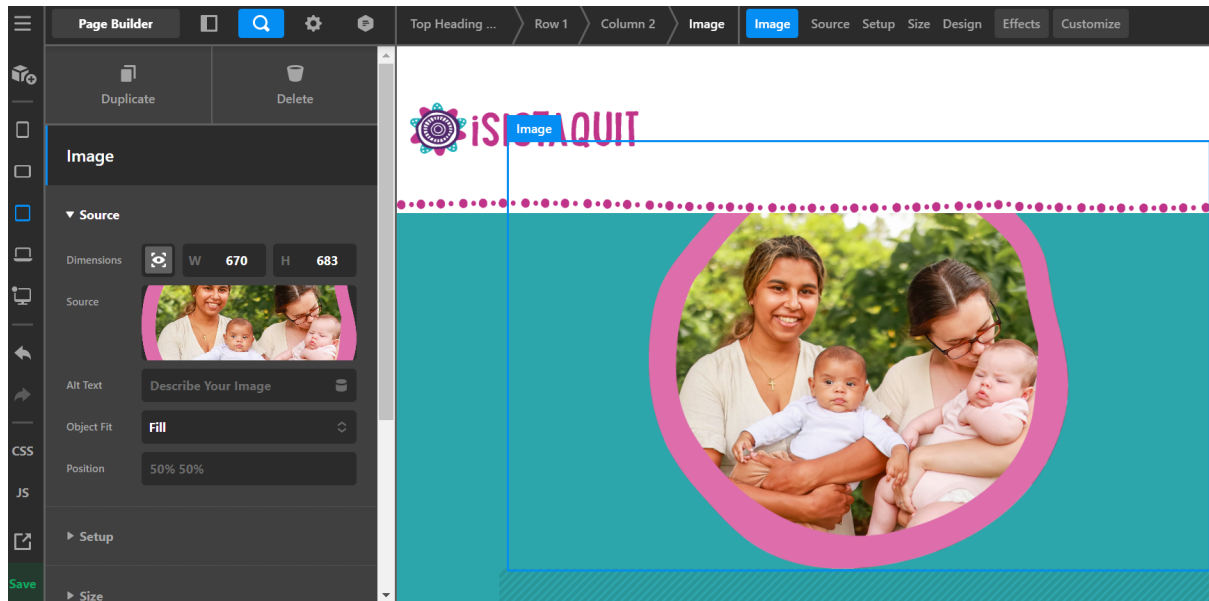 Page Builder
Top Heading ...
Row 1
Column 2
Image
Image
Source
Setup
Size
Design
Effects
Customize
Duplicate
Delete
Image
Source
Dimensions
W 670
H 683
Source
Alt Text
Describe Your Image
Object Fit
Fill
Position
50% 50%
Setup
Size
CSS
JS
Save
Image